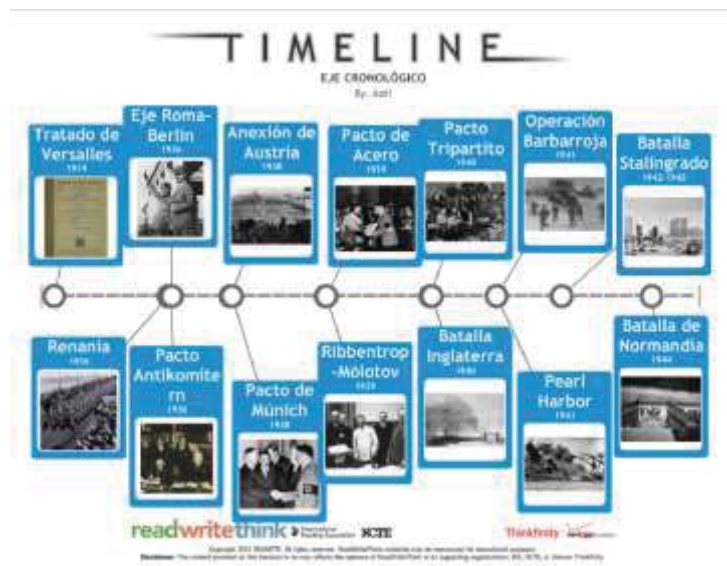 TIMELINE
EJE CRONOLÓGICO
Tratado de
Versalles
1919
Eje Roma-
Berlin
1936
Anexión de
Austria
1938
Pacto de
Acero
1939
Pacto
Tripartito
1940
Operación
Barbarroja
1941
Batalla
Stalingrado
Renania
1936
Pacto
Antikomite
rn
1936
Pacto de
Múnich
1938
Ribbentrop
-Mólotov
1939
Batalla
Inglaterra
1940
Pearl
Harbor
1941
Batalla de
Normandia
1944
readwritethink
NCTE
Thinkfinity